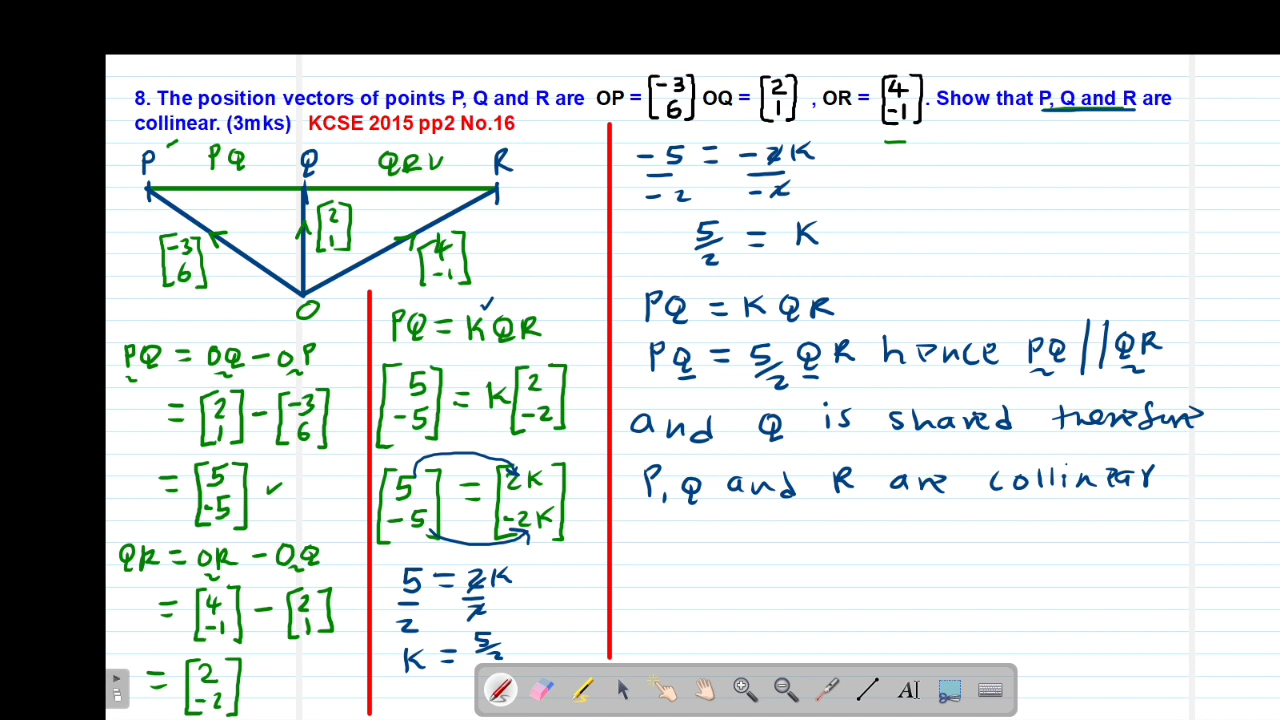 8. The position vectors of points P, Q and R are OP = [-3 6] OQ = [2 1] , OR = [4 -1]. Show that P, Q and R are
collinear. (3mks) KCSE 2015 pp2 No.16
P PQ Q QR R
[-3 6] [2 1] [4 -1]
O
PQ = OQ - OP
= [2 1] - [-3 6]
= [5 -5] ✓
QR = OR - OQ
= [4 -1] - [2 1]
= [2 -2]
PQ = K QR
[5 -5] = K [2 -2]
[5 -5] = [2K -2K]
5/2 = 2K/2
K = 5/2
-5/-2 = -2K/-2
5/2 = K
PQ = K QR
PQ = 5/2 QR hence PQ // QR
and Q is shared therefore
P, Q and R are collinear
AI